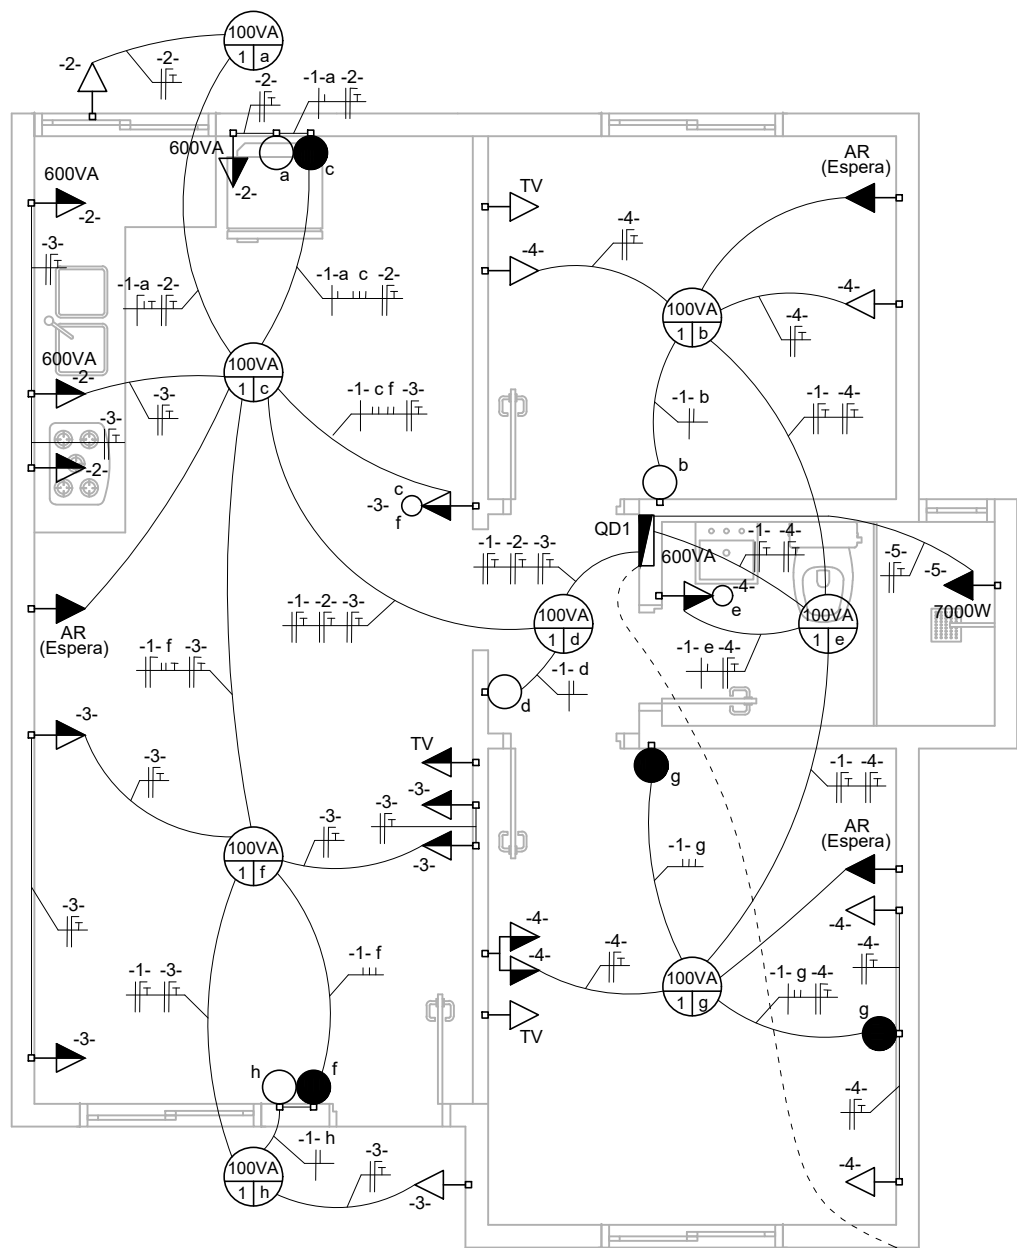 100VA
1 a
-2-
-2-
-2-
-1-a -2-
600VA
a
c
-2-
AR
(Espera)
600VA
-2-
TV
-4-
-4-
-3-
-1-a -2-
-1-a c -2-
-4-
-4-
100VA
1 b
600VA
-2-
100VA
1 c
-3-
-1- c f -3-
-1- b
-1- -4-
-3-
-2-
b
c
-3-
f
QD1
-1- -4-
600VA
-1- -2- -3-
-5-
-5-
7000W
-4-
e
AR
(Espera)
-1- -2- -3-
100VA
1 d
100VA
1 e
-1- f -3-
-1- d
d
-1- e -4-
-3-
TV
-3-
-3-
g
-1- -4-
-3-
-3-
-3-
100VA
1 f
-1- g
AR
(Espera)
-3-
-4-
-4-
-4-
-4-
-4-
-1- -3-
-1- f
100VA
1 g
-1- g -4-
g
TV
-3-
h
f
-4-
-1- h
-3-
100VA
1 h
-3-
-4-